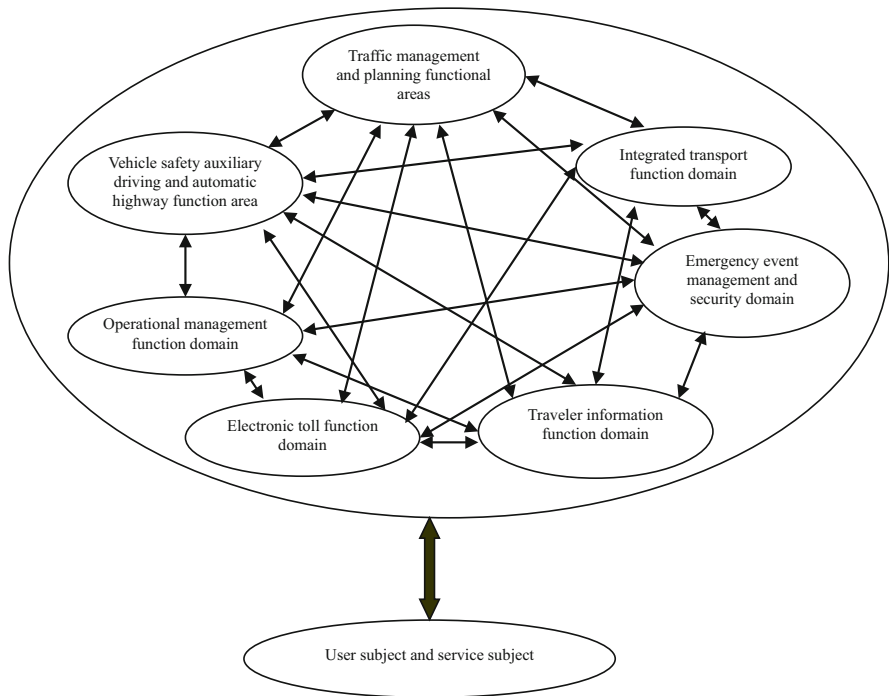 Traffic management
and planning functional
areas
Vehicle safety auxiliary
driving and automatic
highway function area
Integrated transport
function domain
Emergency event
management and
security domain
Operational management
function domain
Electronic toll function
domain
Traveler information
function domain
User subject and service subject